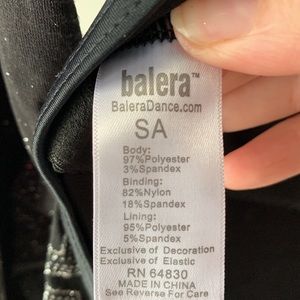 balera™
BaleraDance.com
SA
Body:
97%Polyester
3%Spandex
Binding:
82%Nylon
18%Spandex
Lining:
95%Polyester
5%Spandex
Exclusive of Decoration
Exclusive of Elastic
RN 64830
MADE IN CHINA
See Reverse For Care